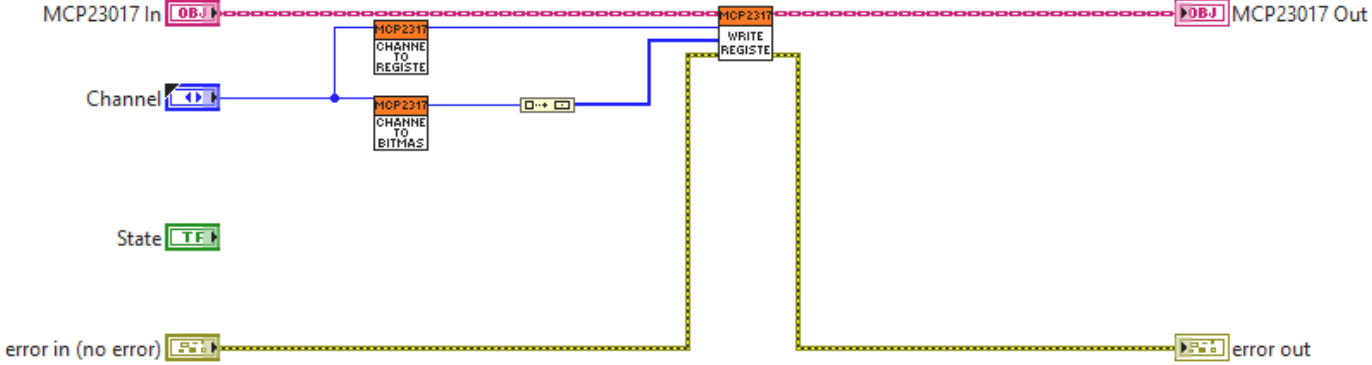 MCP23017 In
OBJ
MCP2317
OBJ
MCP23017 Out
MCP2317
CHANNE
TO
REGISTE
WRITE
REGISTE
Channel
MCP2317
CHANNE
TO
BITMAS
State
TF
error in (no error)
error out